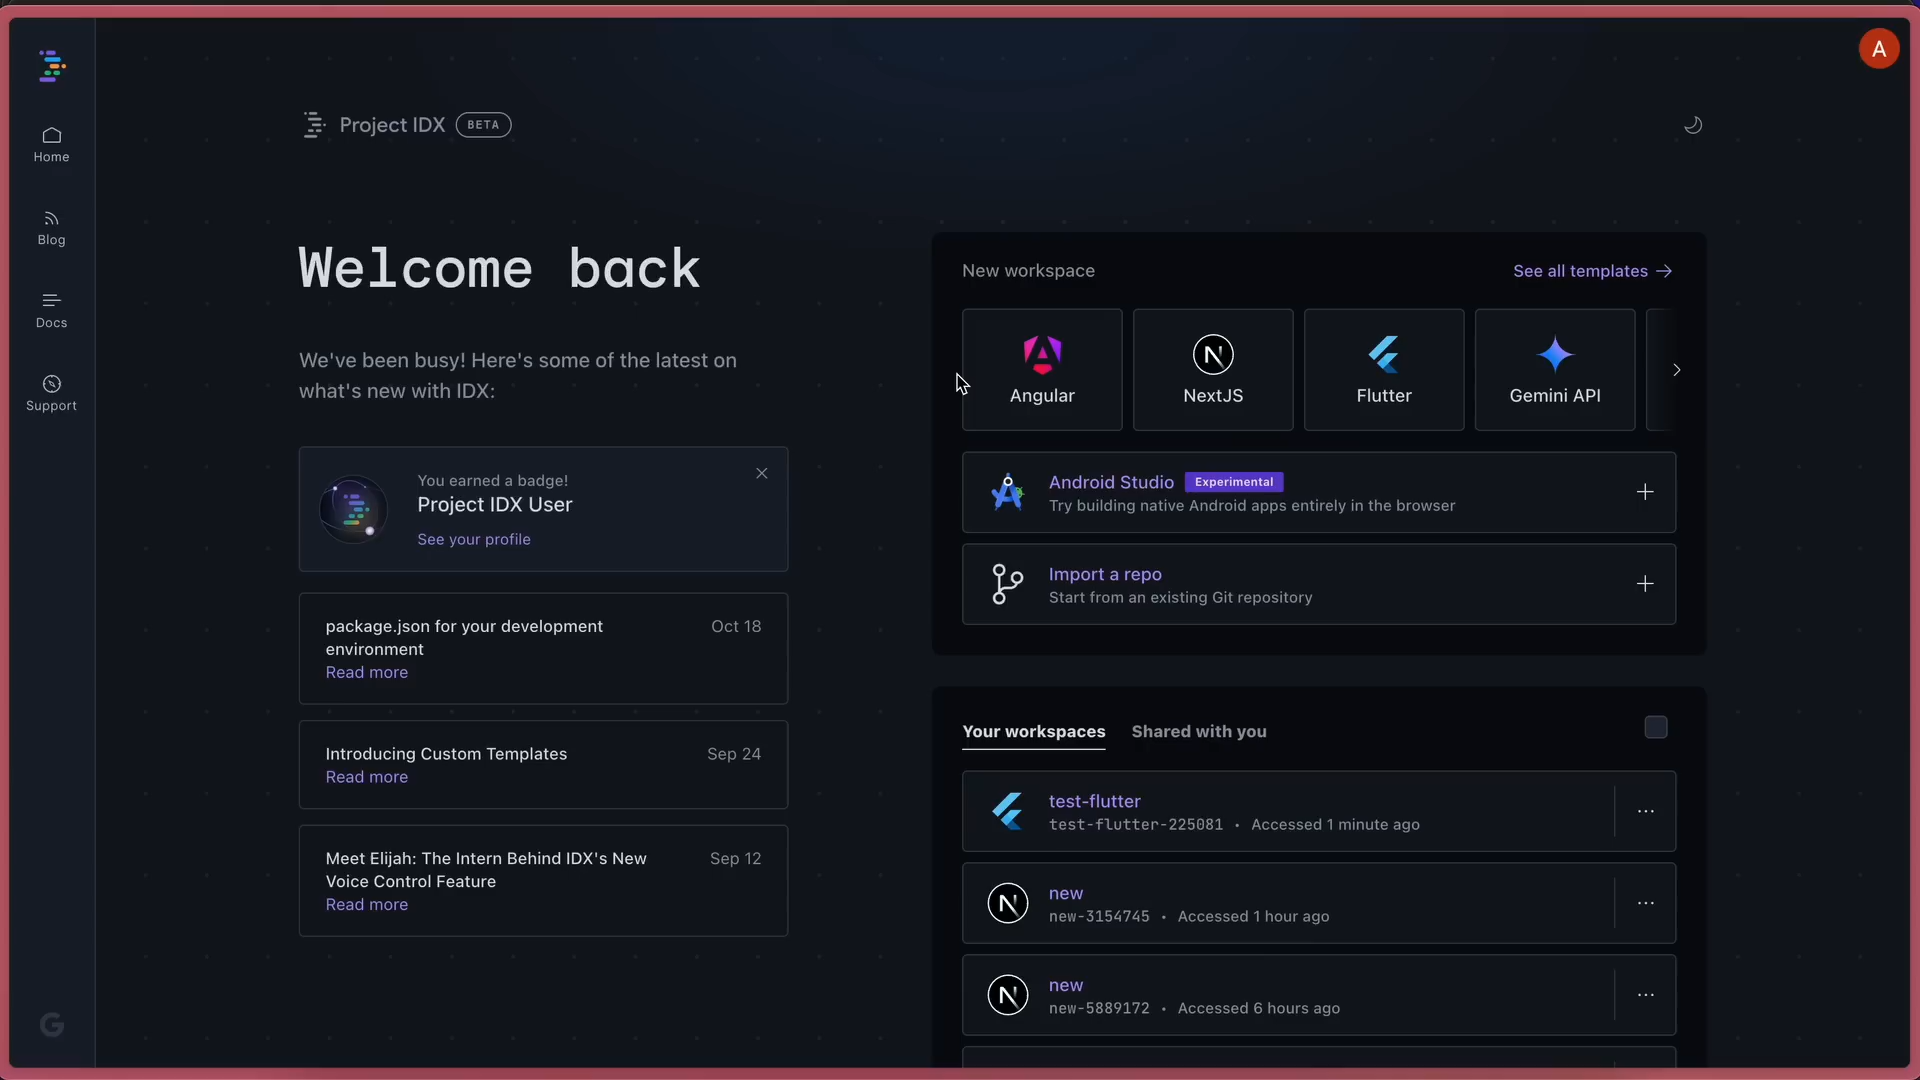 A
Home
Blog
Docs
Support
Project IDX BETA
Welcome back
We've been busy! Here's some of the latest on
what's new with IDX:
You earned a badge!
Project IDX User
See your profile
package.json for your development
environment
Oct 18
Read more
Introducing Custom Templates
Sep 24
Read more
Meet Elijah: The Intern Behind IDX's New
Voice Control Feature
Sep 12
Read more
New workspace
See all templates →
Angular
NextJS
Flutter
Gemini API
Android Studio Experimental
Try building native Android apps entirely in the browser
Import a repo
Start from an existing Git repository
Your workspaces
Shared with you
test-flutter
test-flutter-225081 • Accessed 1 minute ago
new
new-3154745 • Accessed 1 hour ago
new
new-5889172 • Accessed 6 hours ago